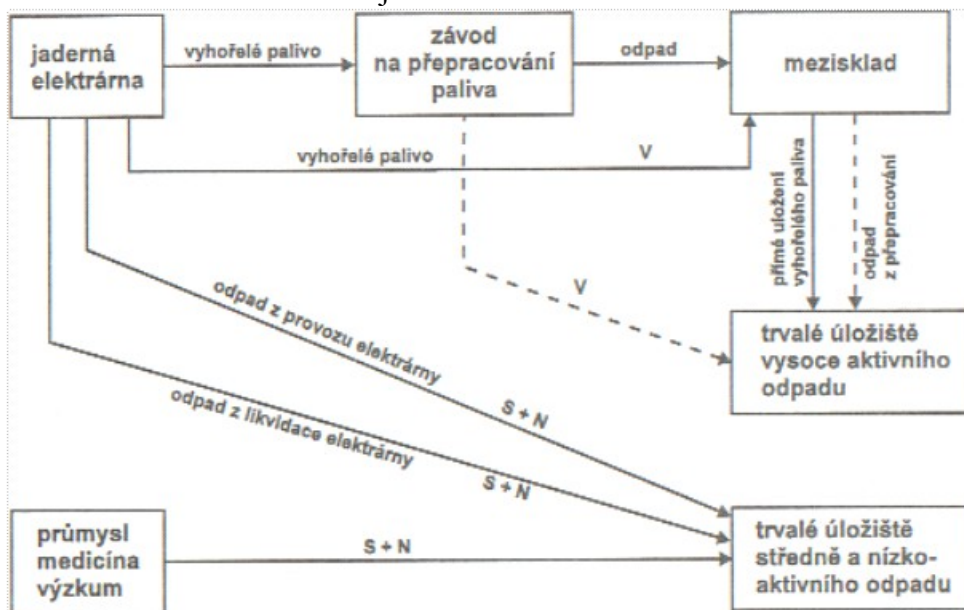 jaderná
elektrárna
vyhořelé palivo
závod
na přepracování
paliva
odpad
mezisklad
vyhořelé palivo
V
přímé uložení
vyhořelého paliva
odpad
z přepracování
V
odpad z provozu elektrárny
S + N
trvalé úložiště
vysoce aktivního
odpadu
odpad z likvidace elektrárny
S + N
průmysl
medicína
výzkum
S + N
trvalé úložiště
středně a nízko-
aktivního odpadu